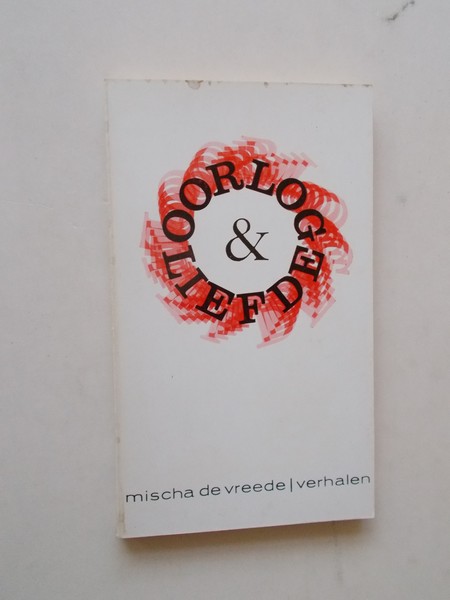 OORLOG
&
LIEFDE
mischa de vreede | verhalen